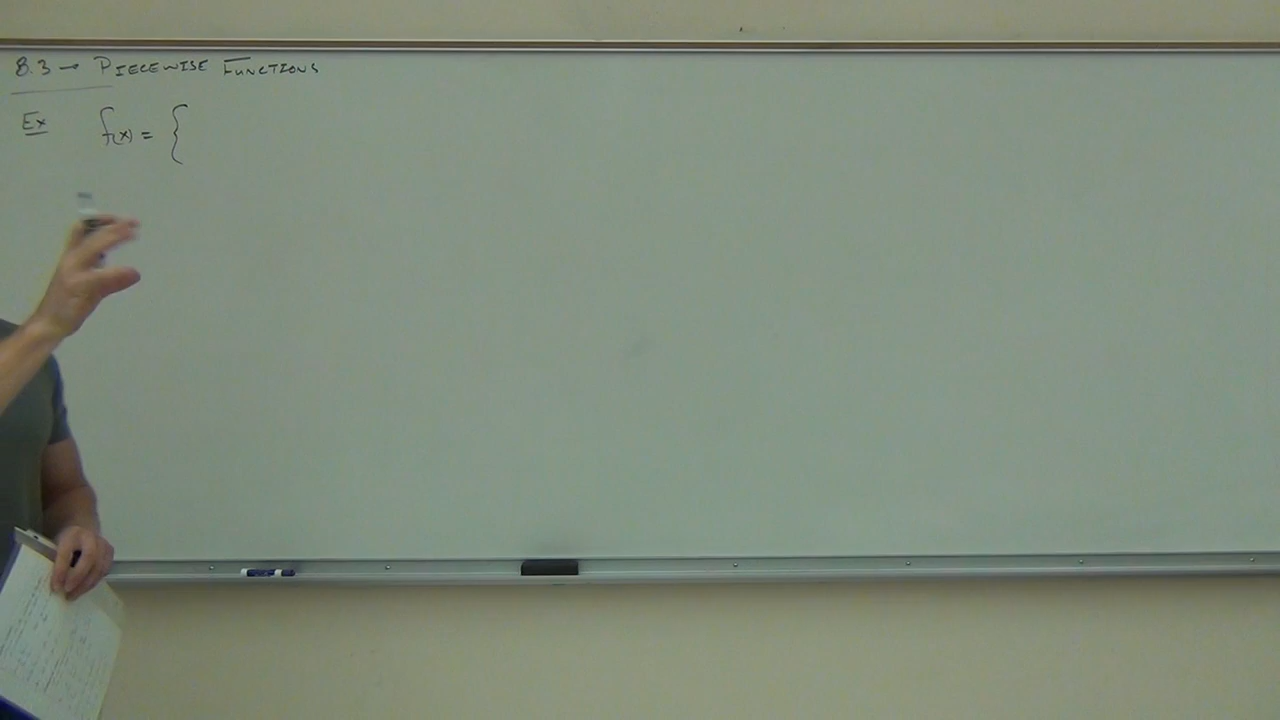 8.3 → PIECEWISE FUNCTIONS
Ex f(x) = {